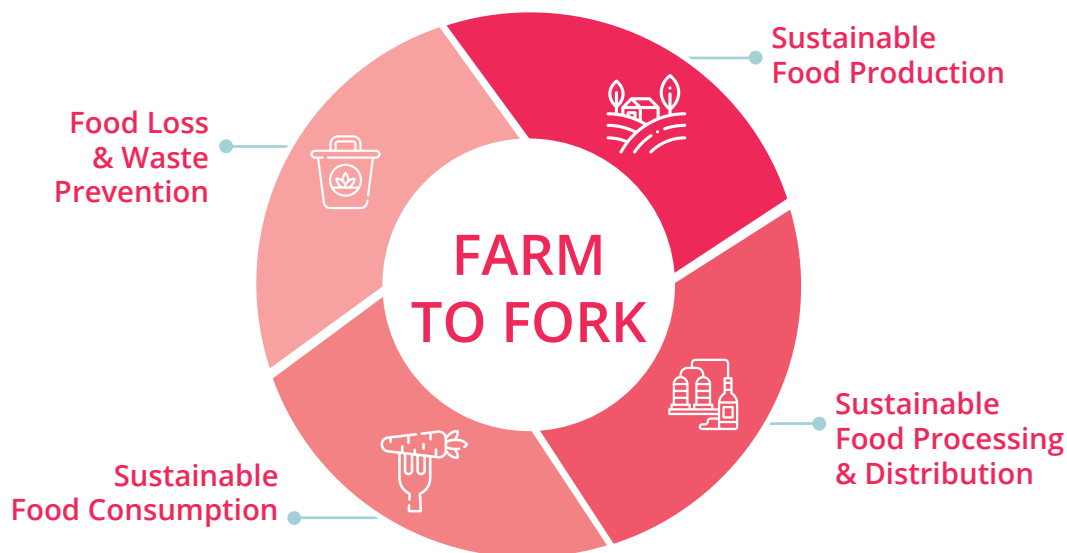 FARM
TO FORK
Sustainable
Food Production
Sustainable
Food Processing
& Distribution
Sustainable
Food Consumption
Food Loss
& Waste
Prevention